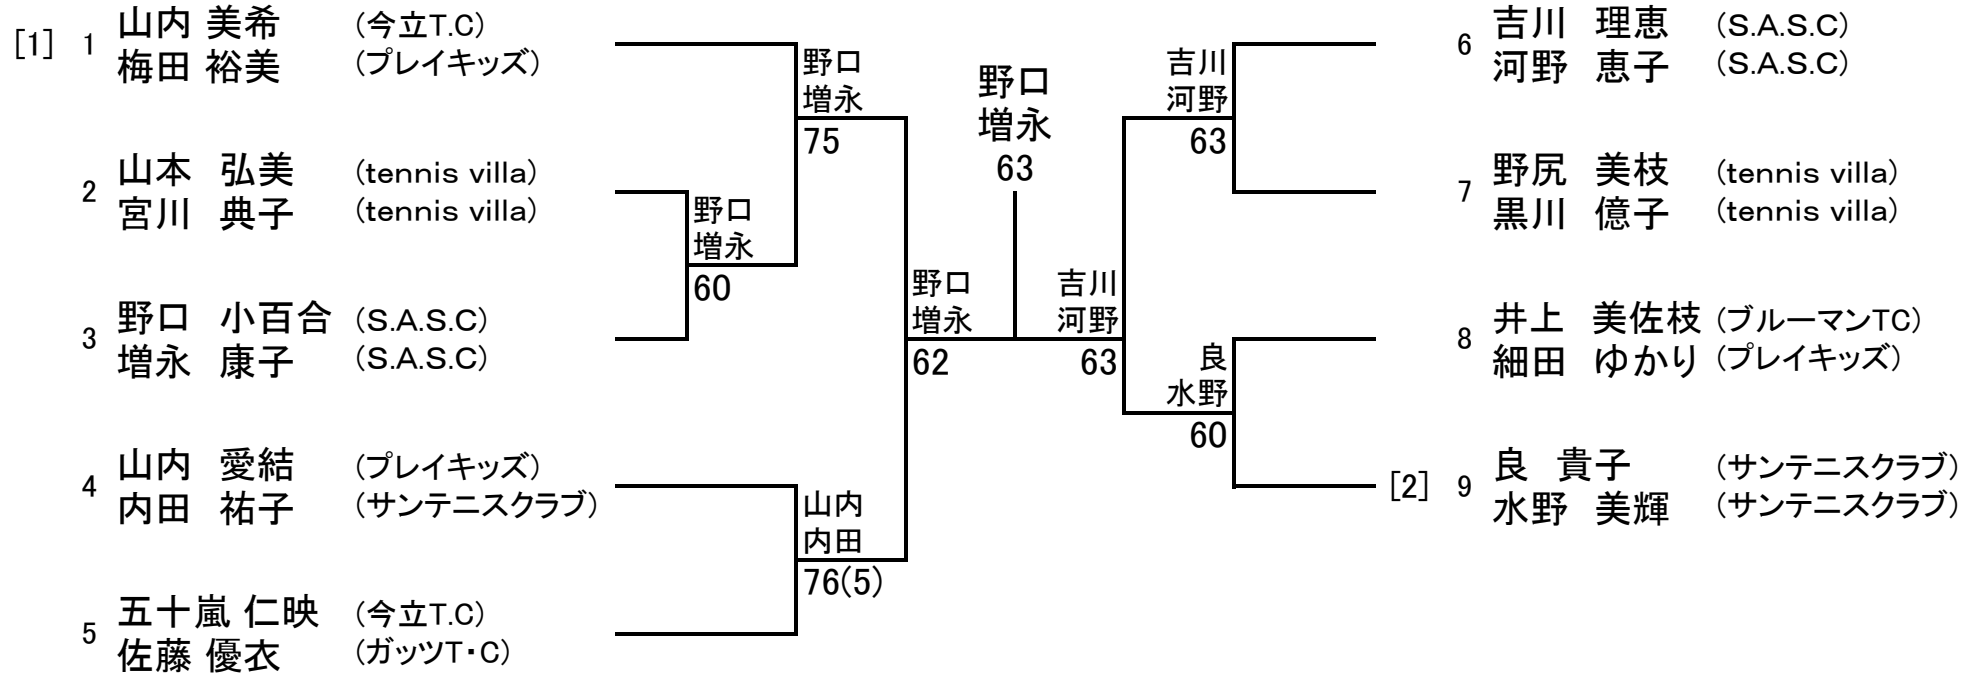 [1] 1 山内 美希 (今立T.C)
梅田 裕美 (プレイキッズ)
2 山本 弘美 (tennis villa)
宮川 典子 (tennis villa)
3 野口 小百合 (S.A.S.C)
増永 康子 (S.A.S.C)
4 山内 愛結 (プレイキッズ)
内田 祐子 (サンテニスクラブ)
5 五十嵐 仁映 (今立T.C)
佐藤 優衣 (ガッツT・C)
野口
増永
60
野口
増永
75
山内
内田
76(5)
野口
増永
62
野口
増永
63
吉川
河野
63
吉川
河野
63
良
水野
60
6 吉川 理恵 (S.A.S.C)
河野 恵子 (S.A.S.C)
7 野尻 美枝 (tennis villa)
黒川 億子 (tennis villa)
8 井上 美佐枝 (ブルーマンTC)
細田 ゆかり (プレイキッズ)
[2] 9 良 貴子 (サンテニスクラブ)
水野 美輝 (サンテニスクラブ)